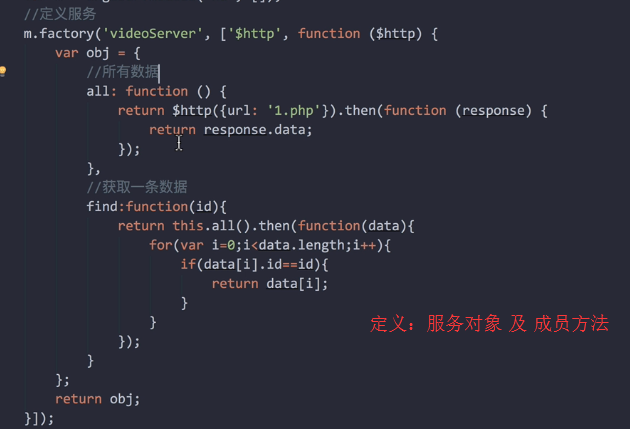 //定义服务
m.factory('videoServer', ['$http', function ($http) {
    var obj = {
        //所有数据
        all: function () {
            return $http({url: '1.php'}).then(function (response) {
                return response.data;
            });
        },
        //获取一条数据
        find:function(id){
            return this.all().then(function(data){
                for(var i=0;i<data.length;i++){
                    if(data[i].id==id){
                        return data[i];
                    }
                }
定义：服务对象 及 成员方法
            });
        }
    };
    return obj;
}]);